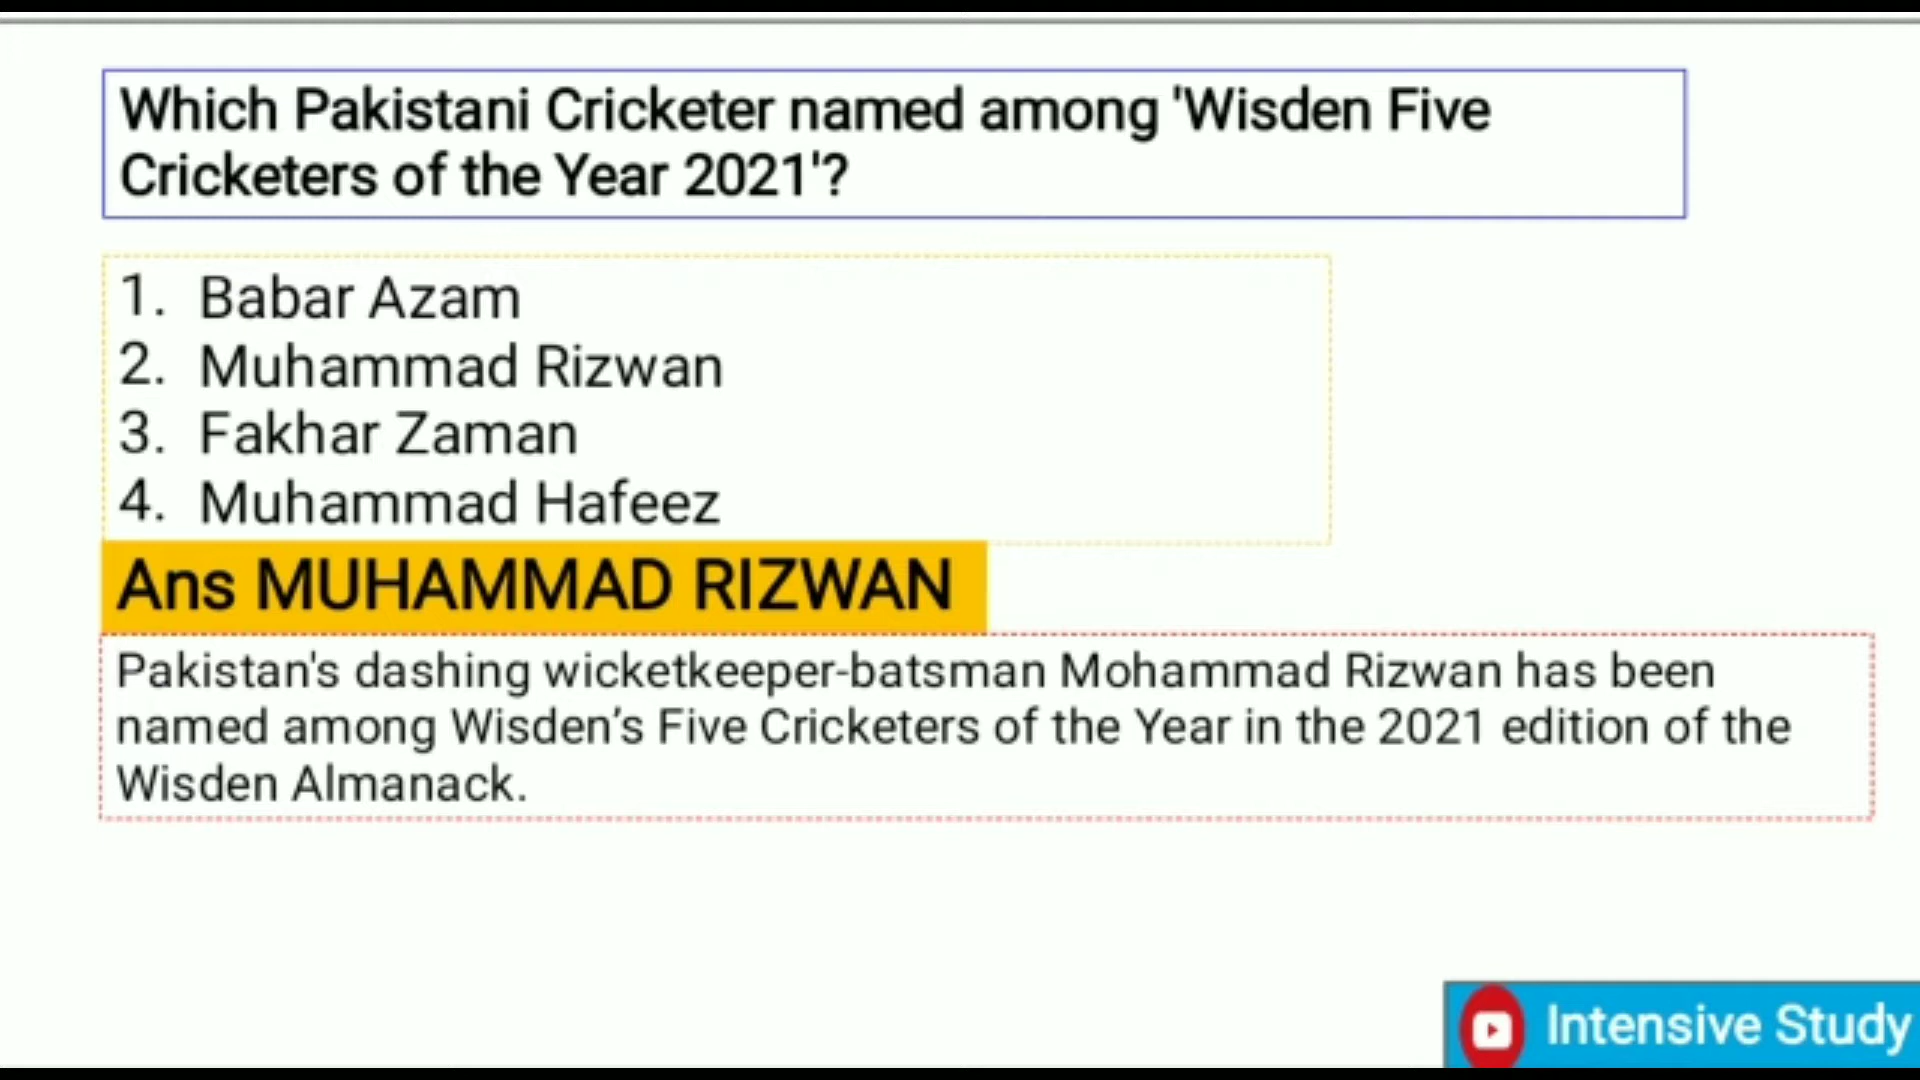 Which Pakistani Cricketer named among 'Wisden Five
Cricketers of the Year 2021'?
1. Babar Azam
2. Muhammad Rizwan
3. Fakhar Zaman
4. Muhammad Hafeez
Ans MUHAMMAD RIZWAN
Pakistan's dashing wicketkeeper-batsman Mohammad Rizwan has been
named among Wisden’s Five Cricketers of the Year in the 2021 edition of the
Wisden Almanack.
Intensive Study